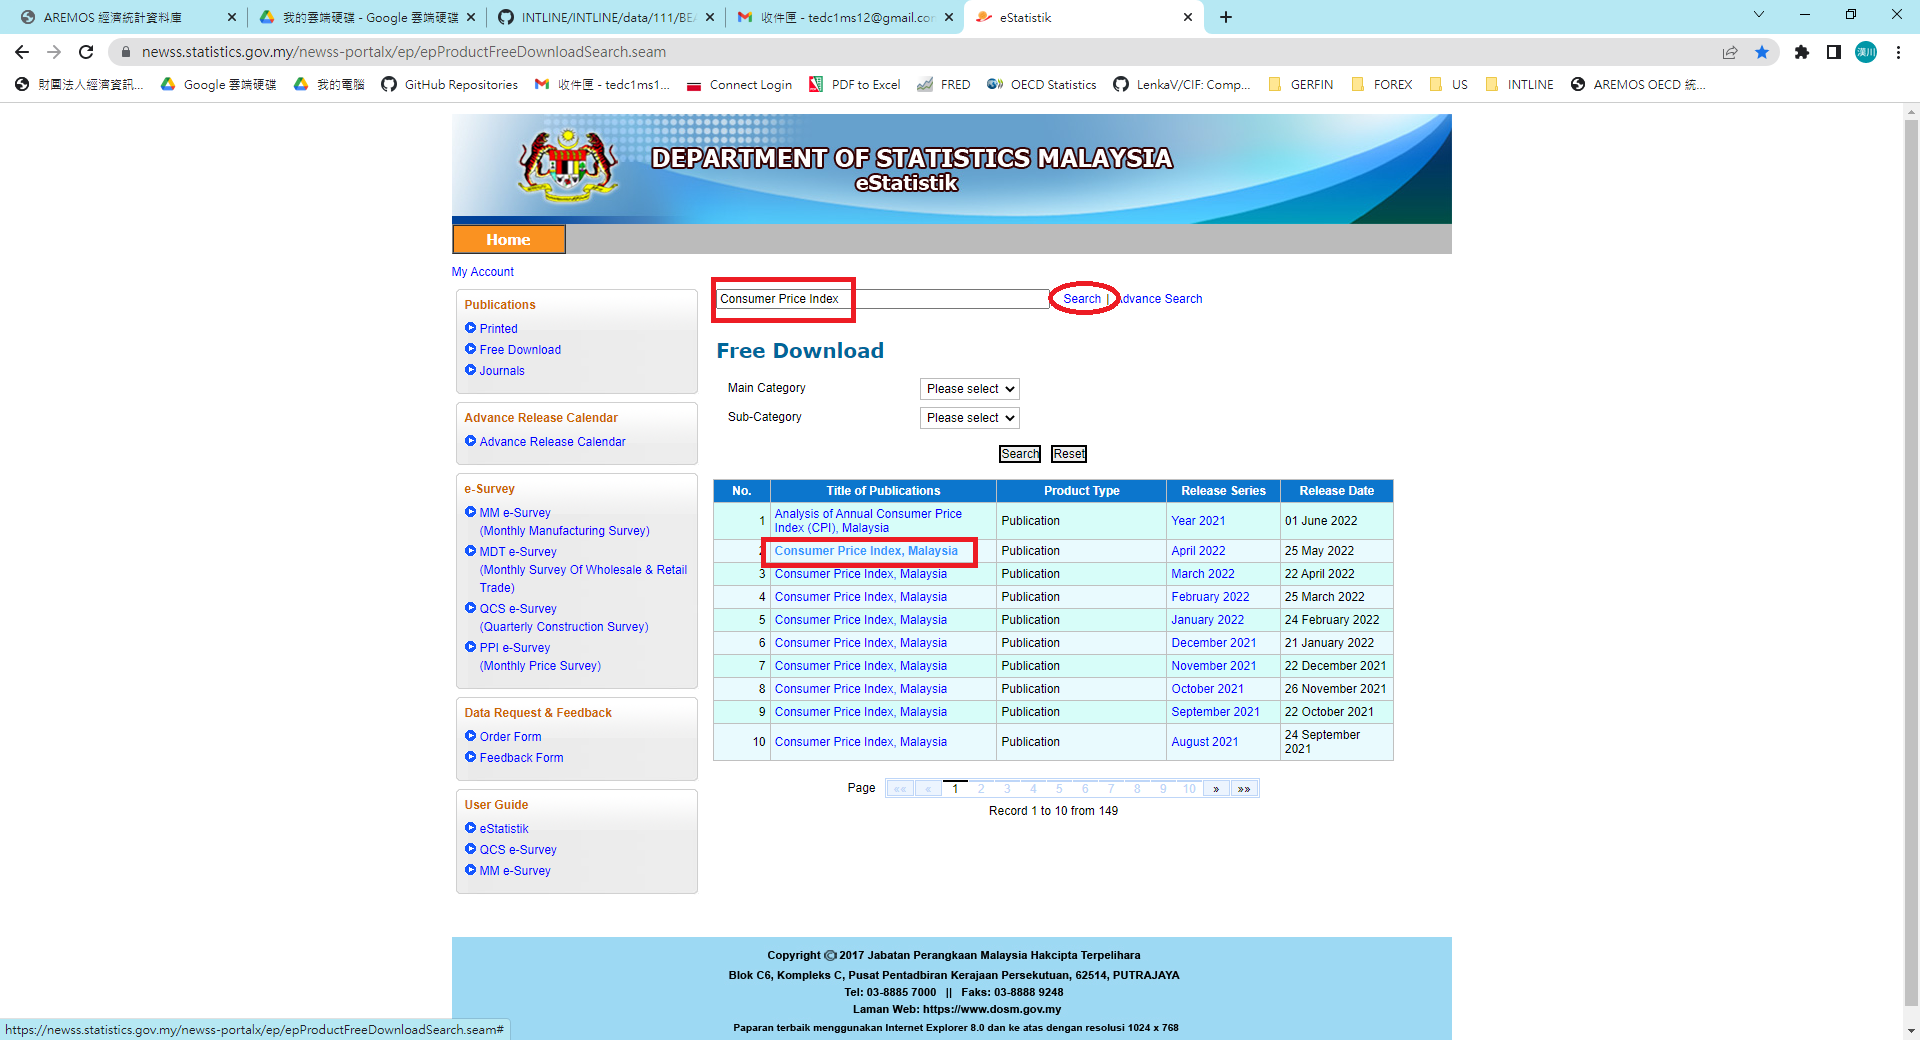 AREMOS 經濟統計資料庫
我的雲端硬碟 - Google 雲端硬碟
INTLINE/INTLINE/data/111/BEA
收件匣 - tedc1ms12@gmail.com
eStatistik
newss.statistics.gov.my/newss-portalx/ep/epProductFreeDownloadSearch.seam
漢川
財團法人經濟資訊...
Google 雲端硬碟
我的電腦
GitHub Repositories
收件匣 - tedc1ms1...
Connect Login
PDF to Excel
FRED
OECD Statistics
LenkaV/CIF: Comp...
GERFIN
FOREX
US
INTLINE
AREMOS OECD 統...
DEPARTMENT OF STATISTICS MALAYSIA
eStatistik
Home
My Account
Publications
Printed
Free Download
Journals
Advance Release Calendar
Advance Release Calendar
e-Survey
MM e-Survey
(Monthly Manufacturing Survey)
MDT e-Survey
(Monthly Survey Of Wholesale & Retail
Trade)
QCS e-Survey
(Quarterly Construction Survey)
PPI e-Survey
(Monthly Price Survey)
Data Request & Feedback
Order Form
Feedback Form
User Guide
eStatistik
QCS e-Survey
MM e-Survey
Consumer Price Index
Search | Advance Search
Free Download
Main Category Please select
Sub-Category Please select
Search Reset
No. Title of Publications Product Type Release Series Release Date
1 Analysis of Annual Consumer Price Index (CPI), Malaysia Publication Year 2021 01 June 2022
2 Consumer Price Index, Malaysia Publication April 2022 25 May 2022
3 Consumer Price Index, Malaysia Publication March 2022 22 April 2022
4 Consumer Price Index, Malaysia Publication February 2022 25 March 2022
5 Consumer Price Index, Malaysia Publication January 2022 24 February 2022
6 Consumer Price Index, Malaysia Publication December 2021 21 January 2022
7 Consumer Price Index, Malaysia Publication November 2021 22 December 2021
8 Consumer Price Index, Malaysia Publication October 2021 26 November 2021
9 Consumer Price Index, Malaysia Publication September 2021 22 October 2021
10 Consumer Price Index, Malaysia Publication August 2021 24 September 2021
Page «« « 1 2 3 4 5 6 7 8 9 10 » »»
Record 1 to 10 from 149
Copyright © 2017 Jabatan Perangkaan Malaysia Hakcipta Terpelihara
Blok C6, Kompleks C, Pusat Pentadbiran Kerajaan Persekutuan, 62514, PUTRAJAYA
Tel: 03-8885 7000 || Faks: 03-8888 9248
Laman Web: https://www.dosm.gov.my
Paparan terbaik menggunakan Internet Explorer 8.0 dan ke atas dengan resolusi 1024 x 768
https://newss.statistics.gov.my/newss-portalx/ep/epProductFreeDownloadSearch.seam#